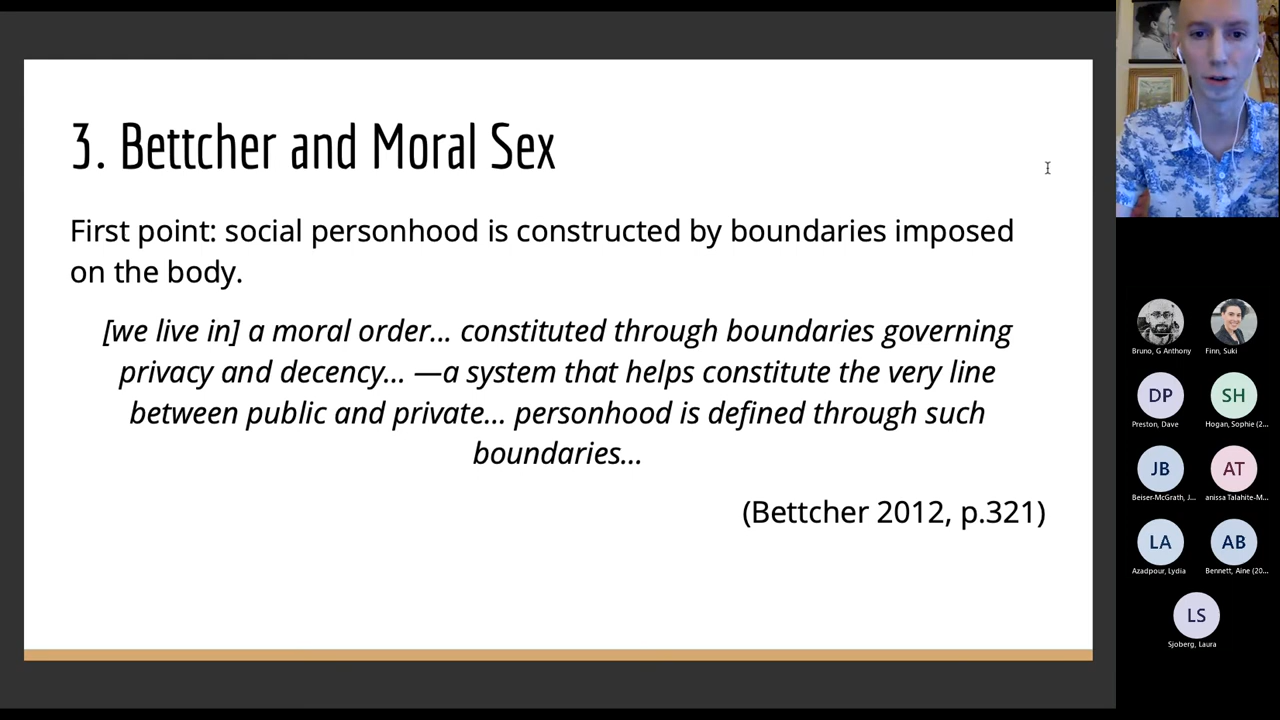 3. Bettcher and Moral Sex
First point: social personhood is constructed by boundaries imposed
on the body.
[we live in] a moral order... constituted through boundaries governing
privacy and decency... —a system that helps constitute the very line
between public and private... personhood is defined through such
boundaries...
(Bettcher 2012, p.321)
Bruno, G Anthony
Finn, Suki
DP
Preston, Dave
SH
Hogan, Sophie (2...
JB
Beiser-McGrath, J...
AT
anissa Talahite-M...
LA
Azadpour, Lydia
AB
Bennett, Aine (20...
LS
Sjoberg, Laura